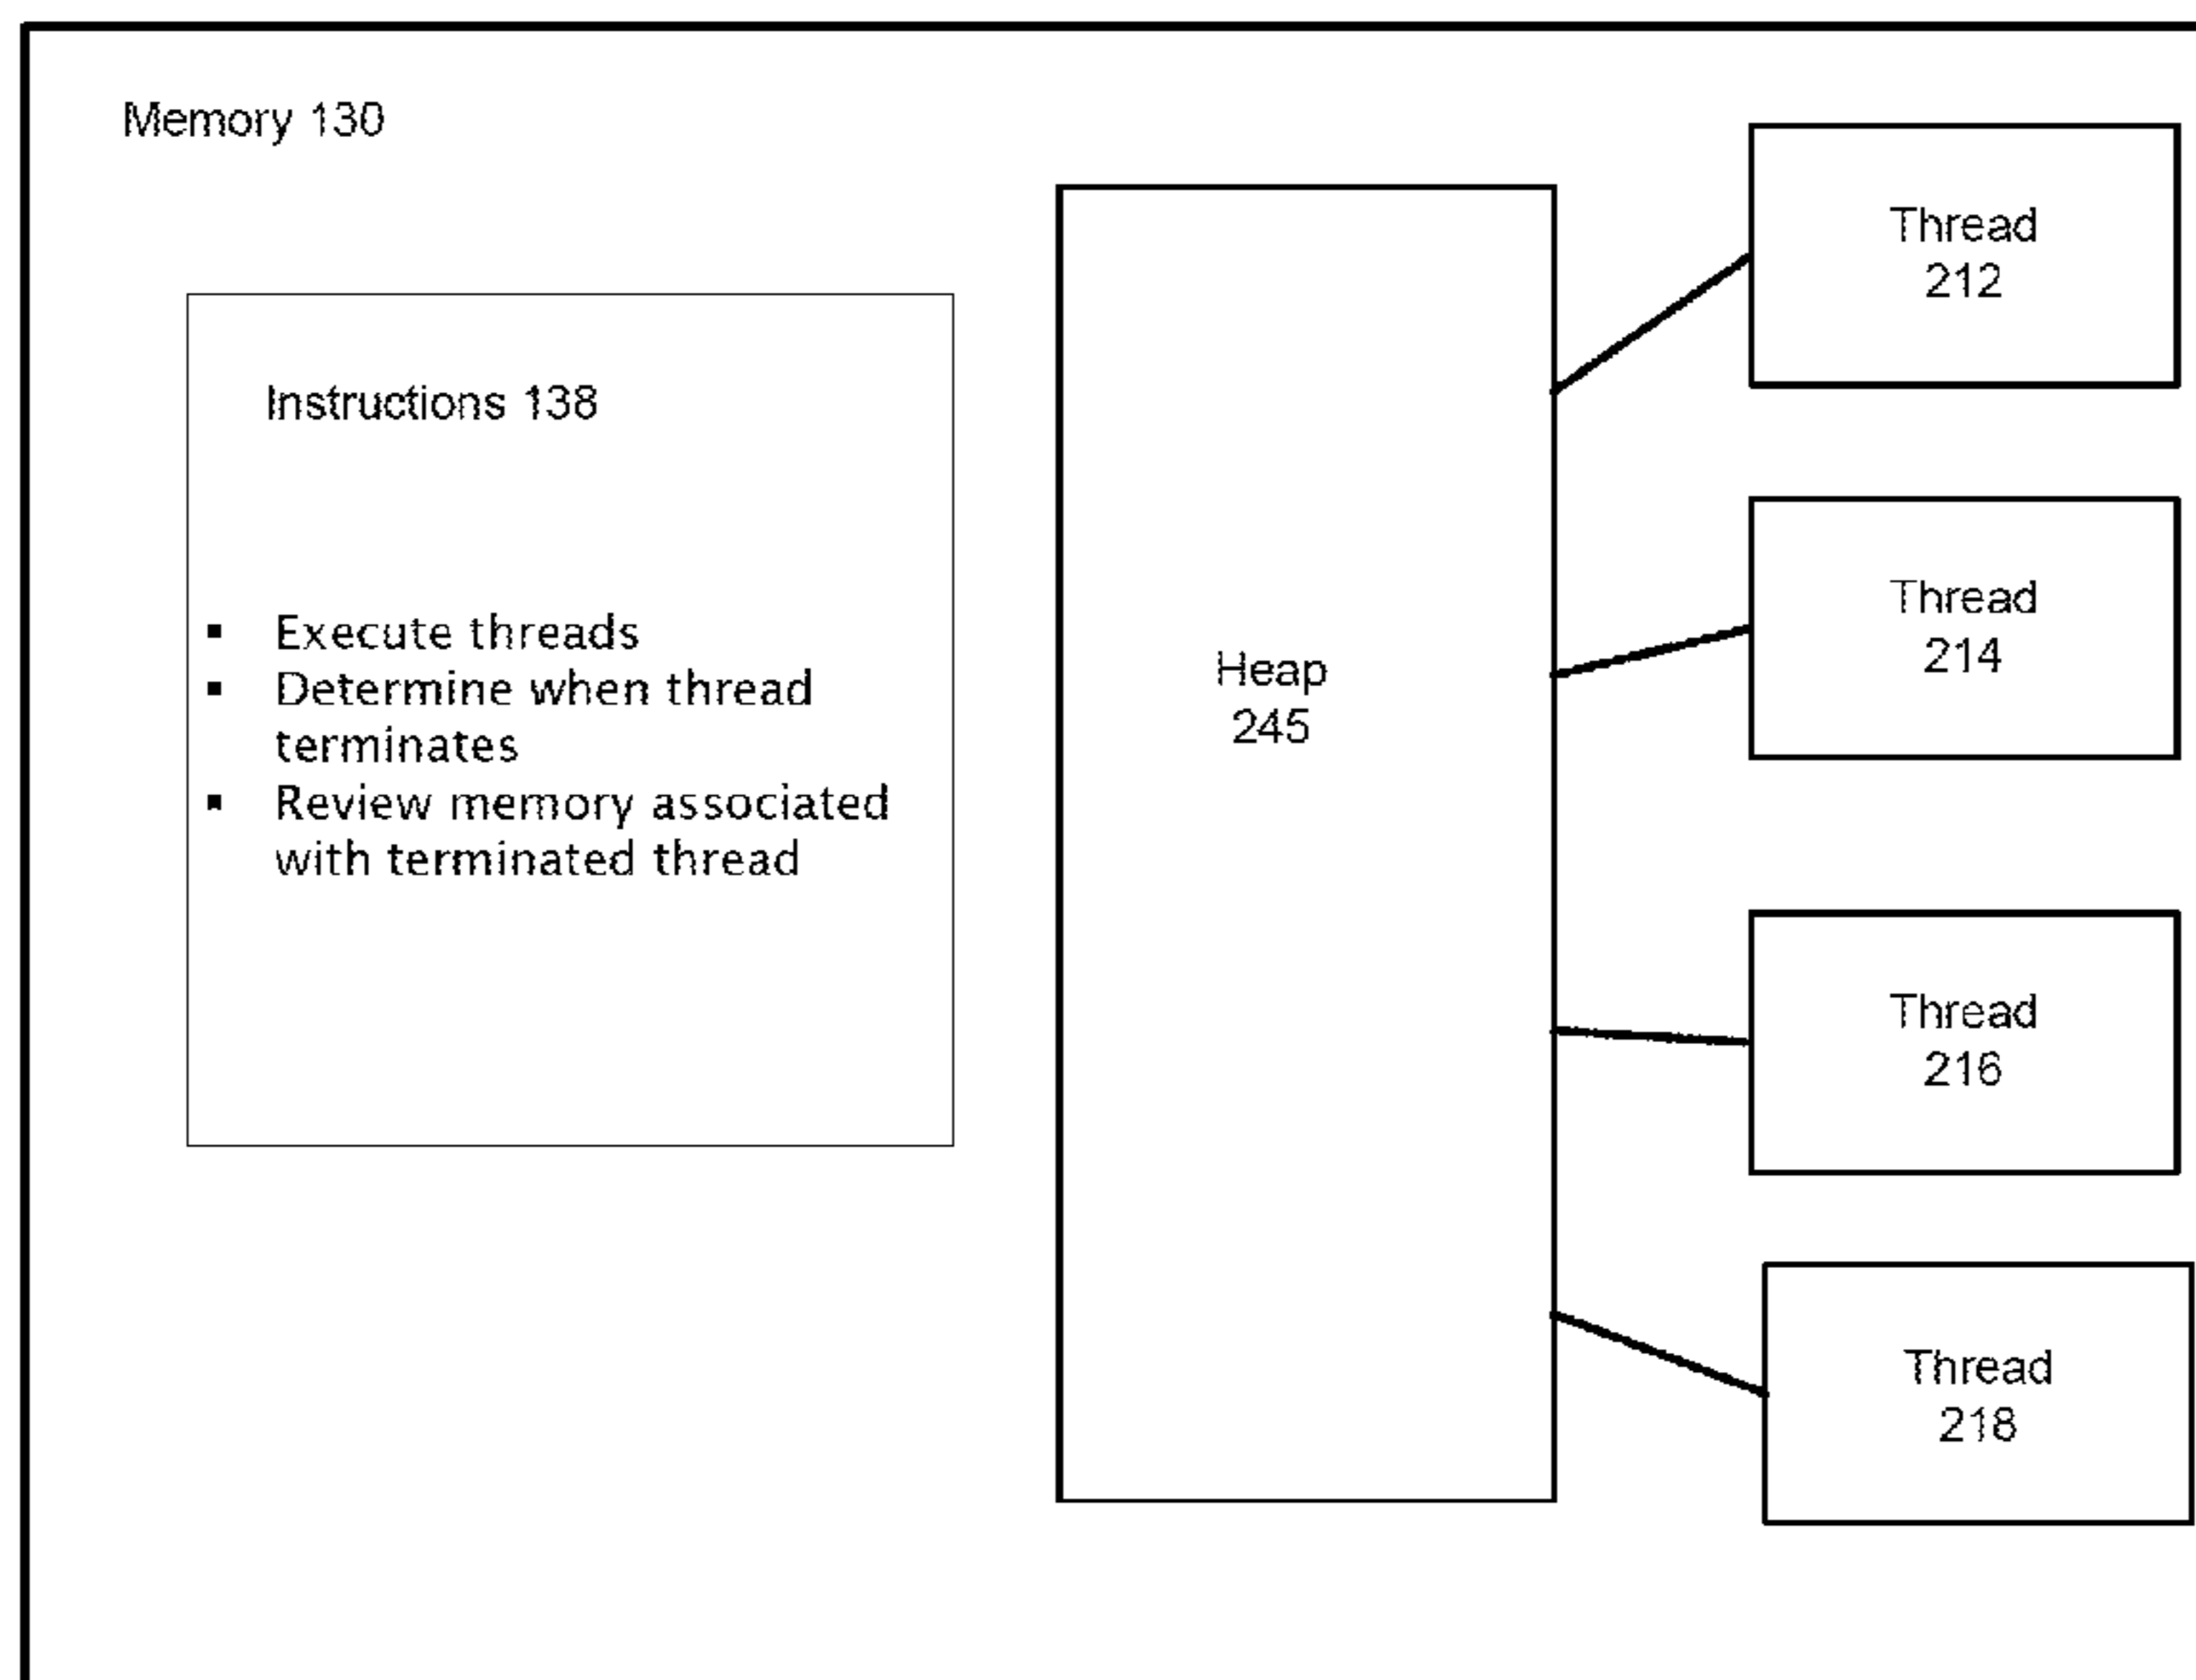 Memory 130
Instructions 138
▪ Execute threads
▪ Determine when thread
terminates
▪ Review memory associated
with terminated thread
Heap
245
Thread
212
Thread
214
Thread
216
Thread
218